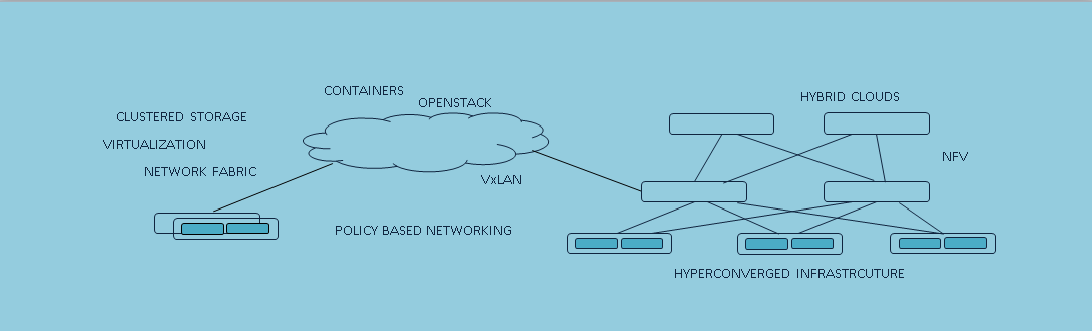 CONTAINERS
OPENSTACK
HYBRID CLOUDS
CLUSTERED STORAGE
VIRTUALIZATION
NFV
NETWORK FABRIC
VxLAN
POLICY BASED NETWORKING
HYPERCONVERGED INFRASTRCUTURE